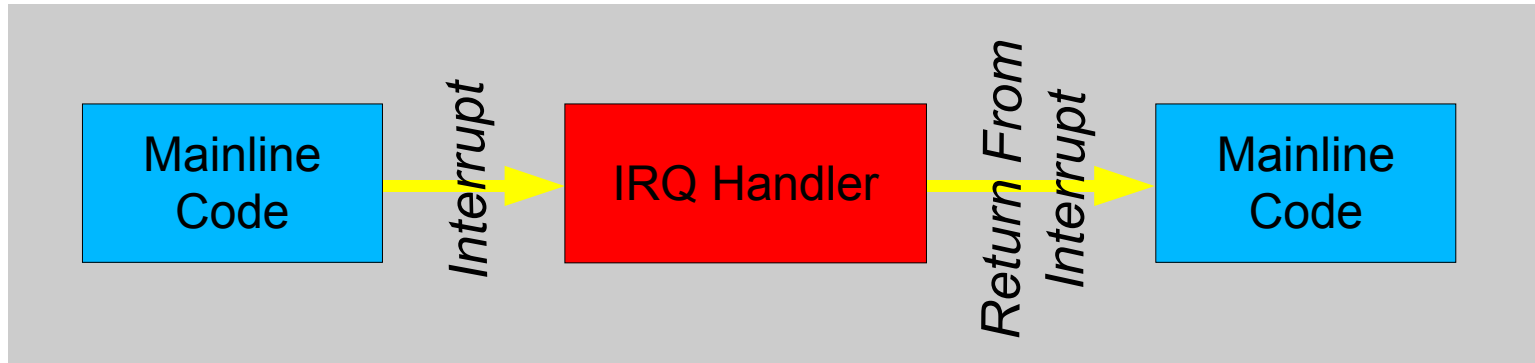 Mainline
Code
Interrupt
IRQ Handler
Return From
Interrupt
Mainline
Code